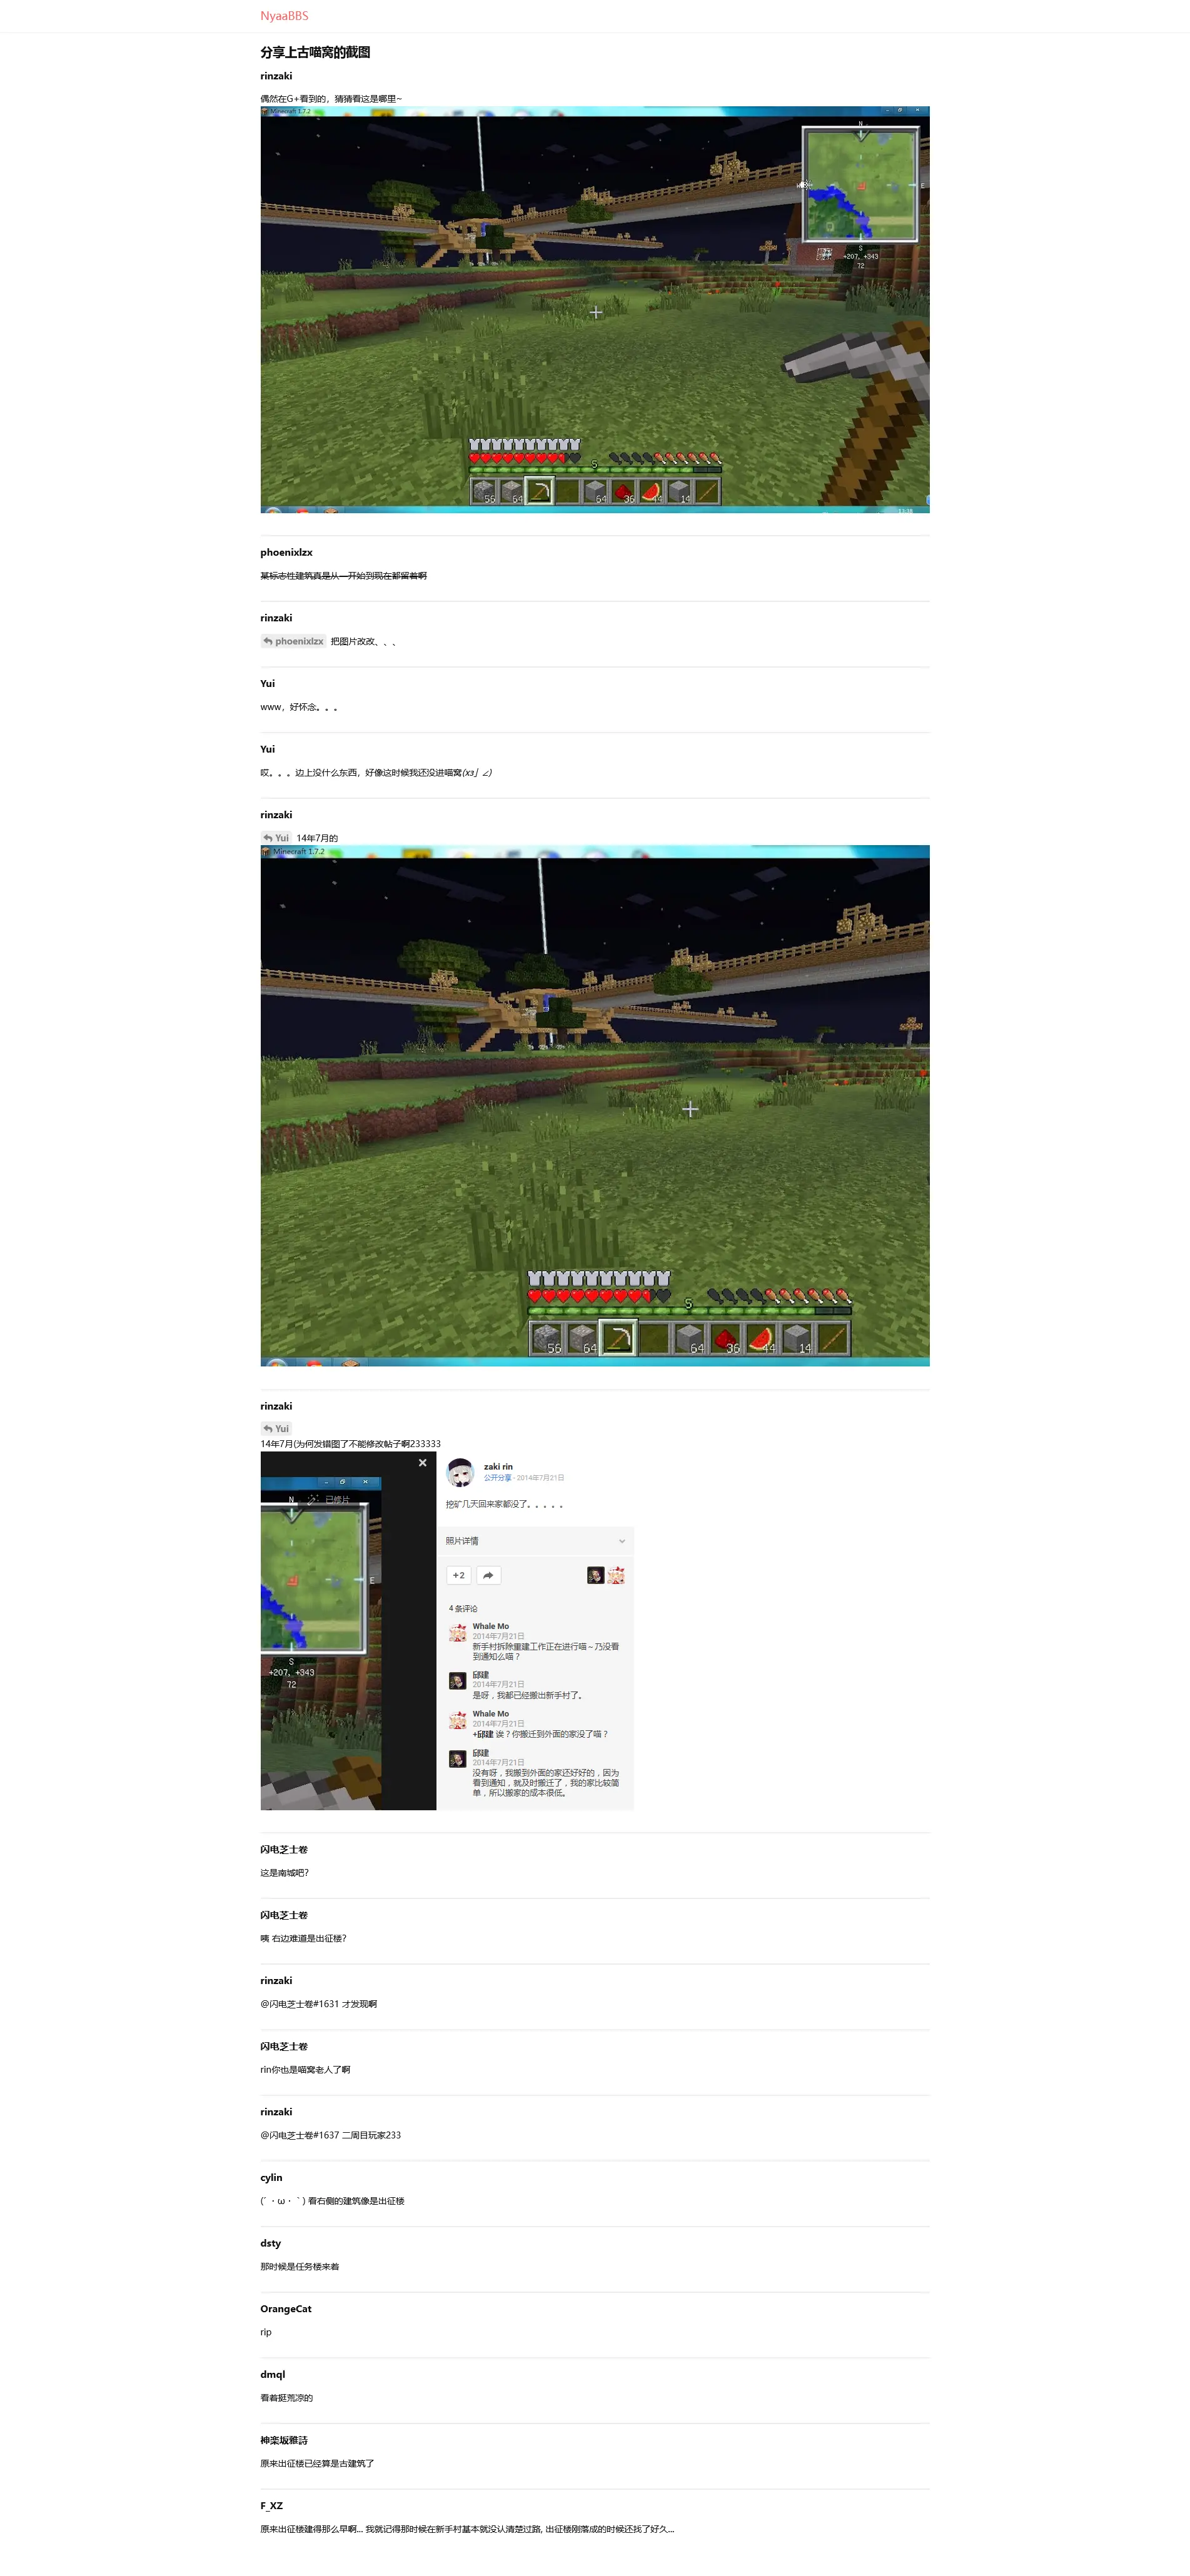 NyaaBBS
分享上古喵窝的截图
rinzaki
偶然在G+看到的，猜猜看这是哪里~
Minecraft 1.7.2
N
E
S
+207, +343
72
5
56 64 64 36 44 14
13:38
phoenixlzx
某标志性建筑真是从一开始到现在都留着啊
rinzaki
phoenixlzx 把图片改改、、、
Yui
www，好怀念。。。
Yui
哎。。。边上没什么东西，好像这时候我还没进喵窝(xз」∠)
rinzaki
Yui 14年7月的
Minecraft 1.7.2
5
56 64 64 36 44 14
rinzaki
Yui
14年7月(为何发错图了不能修改帖子啊233333
zaki rin
公开分享 - 2014年7月21日
N 已修片
挖矿几天回来家都没了。。。。。
照片详情
E
+2
4 条评论
Whale Mo
2014年7月21日
新手村拆除重建工作正在进行喵～乃没看
到通知么喵？
S
+207, +343
72
邱建
2014年7月21日
是呀，我都已经搬出新手村了。
Whale Mo
2014年7月21日
+邱建 诶？你搬迁到外面的家没了喵？
邱建
2014年7月21日
没有呀，我搬到外面的家还好好的，因为
看到通知，就及时搬迁了，我的家比较简
单，所以搬家的成本很低。
闪电芝士卷
这是南城吧?
闪电芝士卷
咦 右边难道是出征楼?
rinzaki
@闪电芝士卷#1631 才发现啊
闪电芝士卷
rin你也是喵窝老人了啊
rinzaki
@闪电芝士卷#1637 二周目玩家233
cylin
(´・ω・｀) 看右侧的建筑像是出征楼
dsty
那时候是任务楼来着
OrangeCat
rip
dmql
看着挺荒凉的
神楽坂雅詩
原来出征楼已经算是古建筑了
F_XZ
原来出征楼建得那么早啊... 我就记得那时候在新手村基本就没认清楚过路, 出征楼刚落成的时候还找了好久...